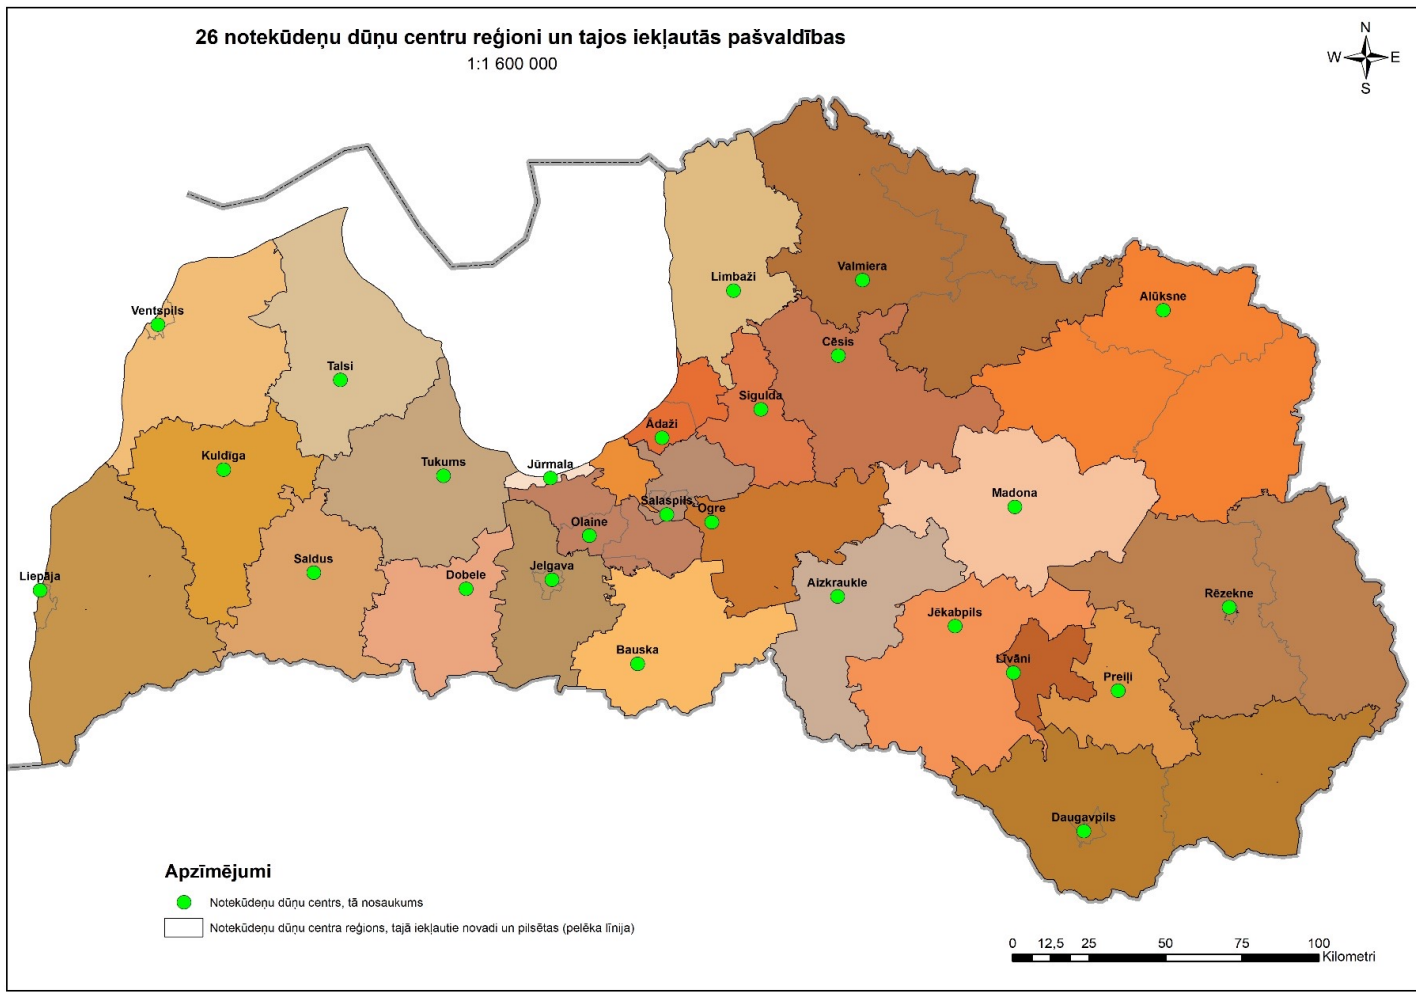 26 notekūdeņu dūņu centru reģioni un tajos iekļautās pašvaldības
1:1 600 000
N
W E
S
Limbaži
Valmiera
Alūksne
Ventspils
Cēsis
Talsi
Sigulda
Ādaži
Kuldīga
Tukums
Jūrmala
Madona
Salaspils
Ogre
Olaine
Saldus
Jelgava
Liepāja
Dobele
Aizkraukle
Rēzekne
Jēkabpils
Bauska
Līvāni
Preiļi
Daugavpils
Apzīmējumi
Notekūdeņu dūņu centrs, tā nosaukums
Notekūdeņu dūņu centra reģions, tajā iekļautie novadi un pilsētas (pelēka līnija)
0 12,5 25 50 75 100
Kilometri